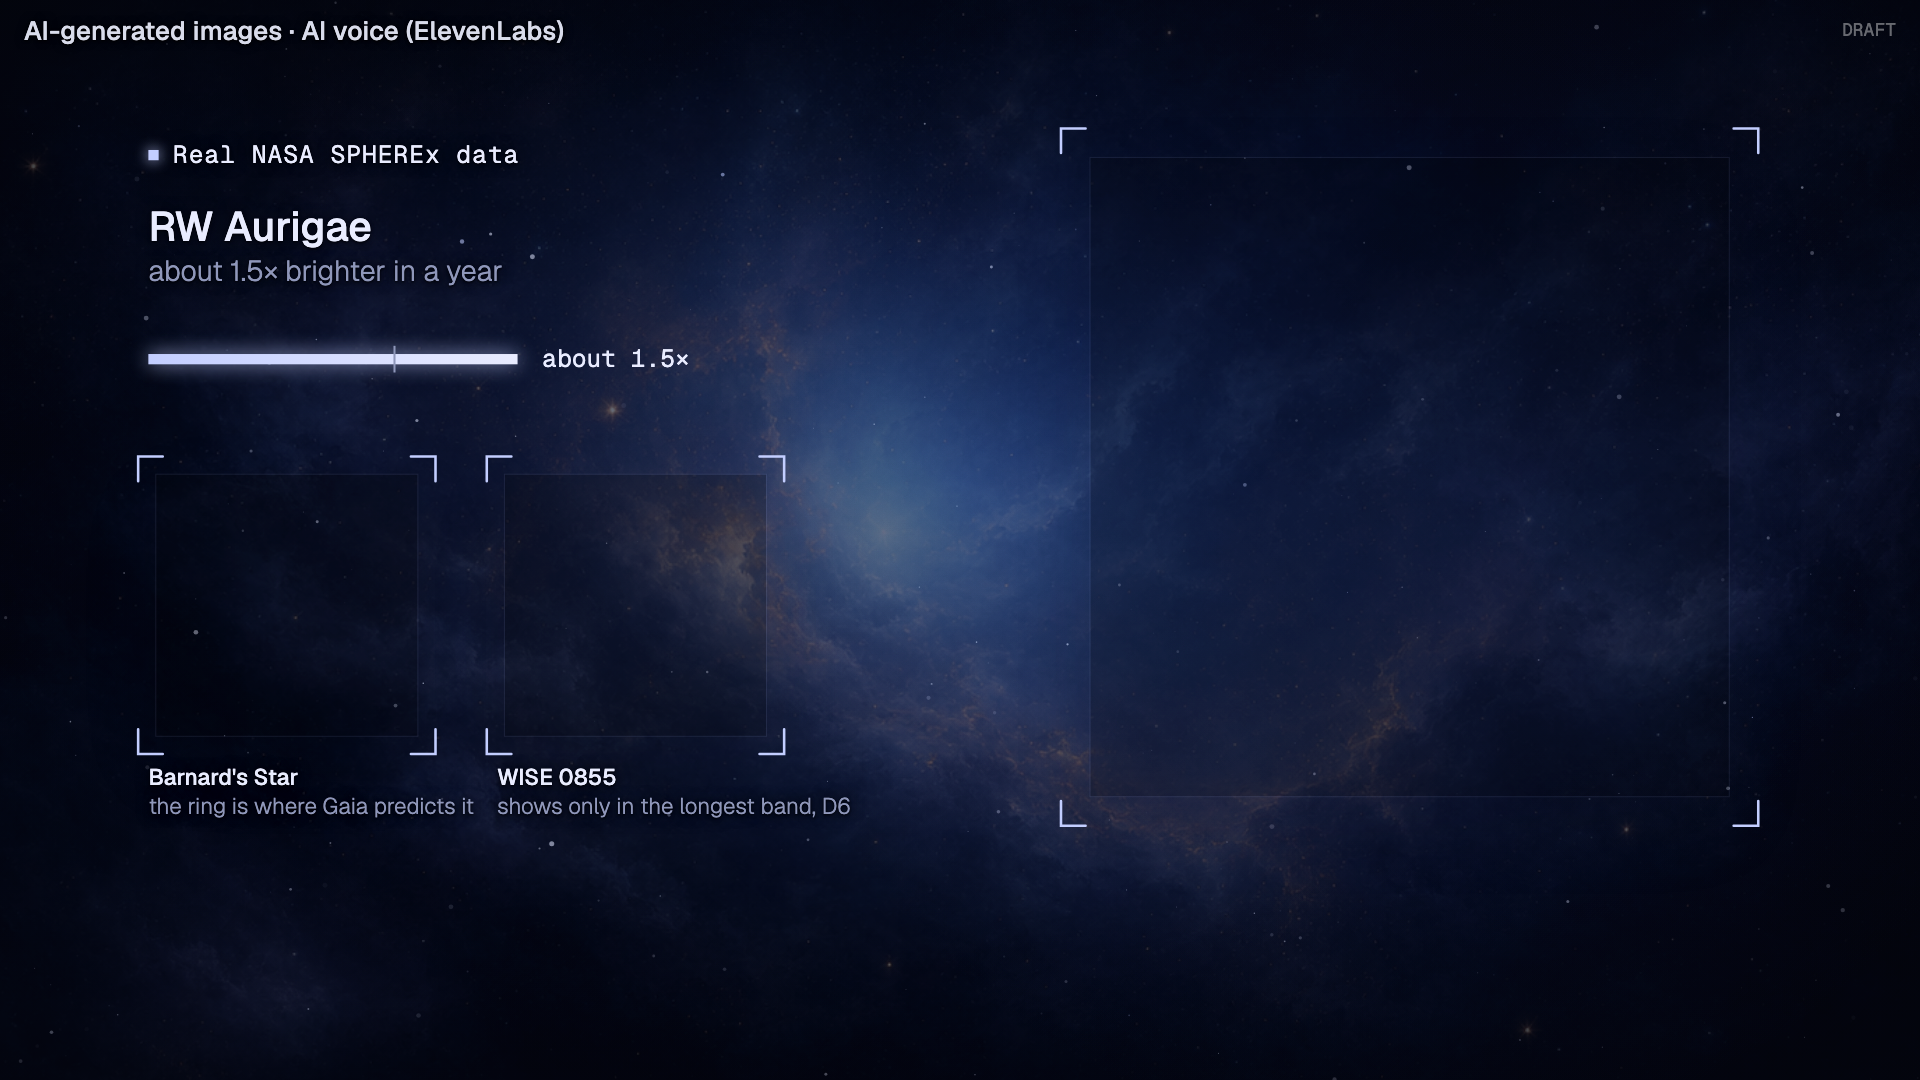 AI-generated images · AI voice (ElevenLabs)
DRAFT
Real NASA SPHEREx data
RW Aurigae
about 1.5× brighter in a year
about 1.5×
Barnard's Star
the ring is where Gaia predicts it
WISE 0855
shows only in the longest band, D6